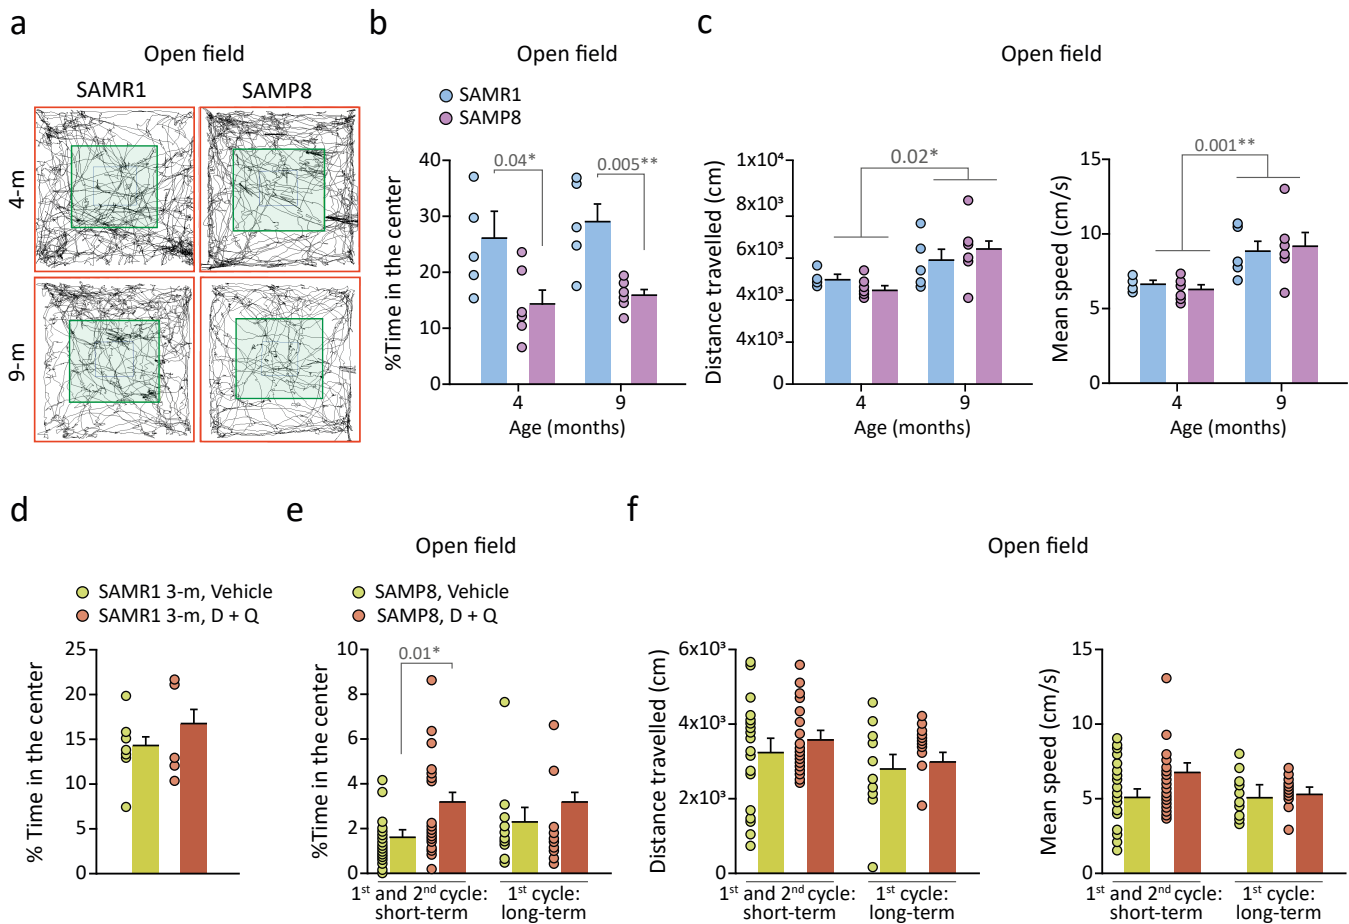 a
Open field
SAMR1
SAMP8
4-m
9-m
b
Open field
SAMR1
SAMP8
%Time in the center
40
30
20
10
0
0.04*
0.005**
4
9
Age (months)
c
Open field
Distance travelled (cm)
1x10⁴
8x10³
6x10³
4x10³
4x10³
0
0.02*
4
9
Age (months)
Mean speed (cm/s)
15
10
5
0
0.001**
4
9
Age (months)
d
SAMR1 3-m, Vehicle
SAMR1 3-m, D + Q
% Time in the center
25
20
15
10
5
0
e
Open field
SAMP8, Vehicle
SAMP8, D + Q
%Time in the center
10
8
6
4
2
0
0.01*
1st and 2nd cycle:
short-term
1st cycle:
long-term
f
Open field
Distance travelled (cm)
6x10³
4x10³
2x10³
0
1st and 2nd cycle:
short-term
1st cycle:
long-term
Mean speed (cm/s)
15
10
5
0
1st and 2nd cycle:
short-term
1st cycle:
long-term